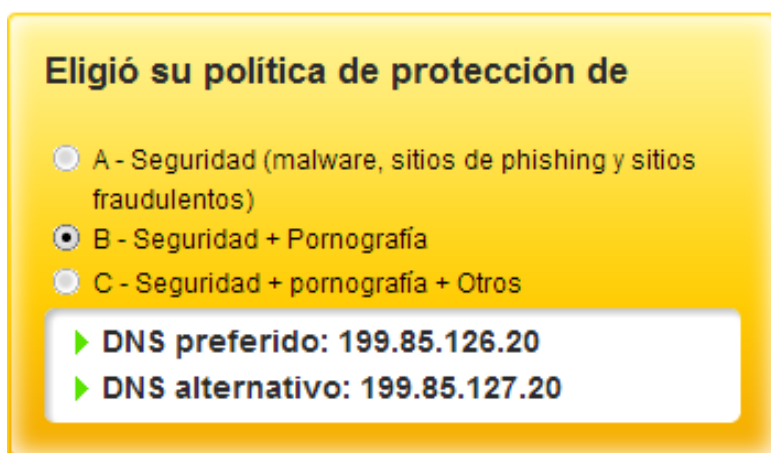 Eligió su política de protección de
A - Seguridad (malware, sitios de phishing y sitios
fraudulentos)
B - Seguridad + Pornografía
C - Seguridad + pornografía + Otros
DNS preferido: 199.85.126.20
DNS alternativo: 199.85.127.20